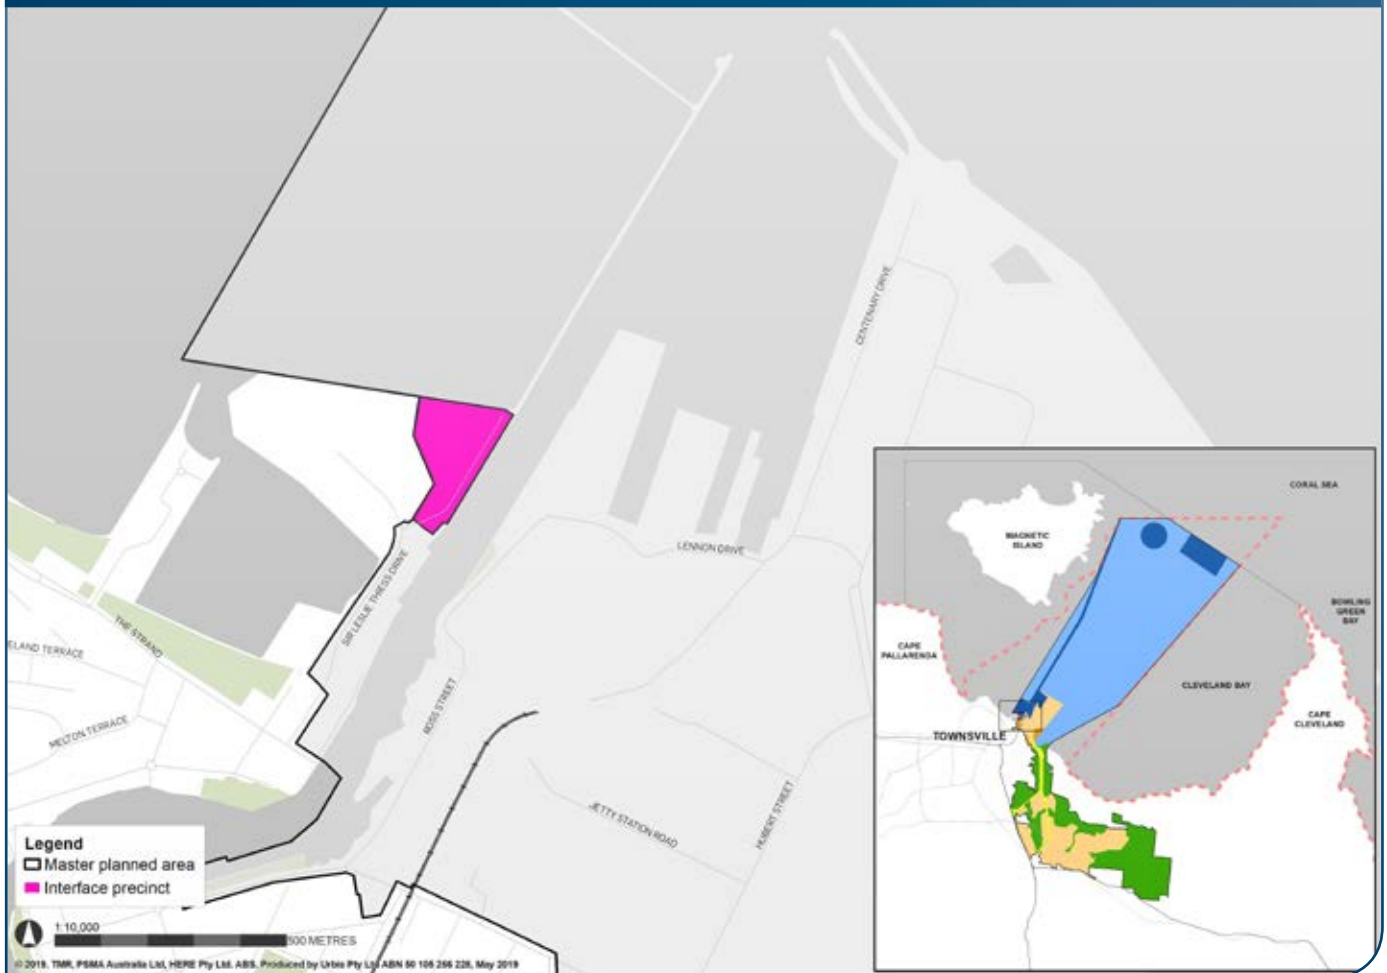 CENTENARY DRIVE
LENNON DRIVE
SIR LESLIE THIESS DRIVE
THE STRAND
ELAND TERRACE
MELTON TERRACE
ROSS STREET
JETTY STATION ROAD
HUBERT STREET
CORAL SEA
MAGNETIC
ISLAND
BOWLING
GREEN
BAY
CAPE
PALLARENDA
CLEVELAND BAY
CAPE
CLEVELAND
TOWNSVILLE
Legend
Master planned area
Interface precinct
1:10,000
500 METRES
© 2019. TMR, PSMA Australia Ltd, HERE Pty Ltd. ABS. Produced by Urbis Pty Ltd ABN 50 105 256 228, May 2019